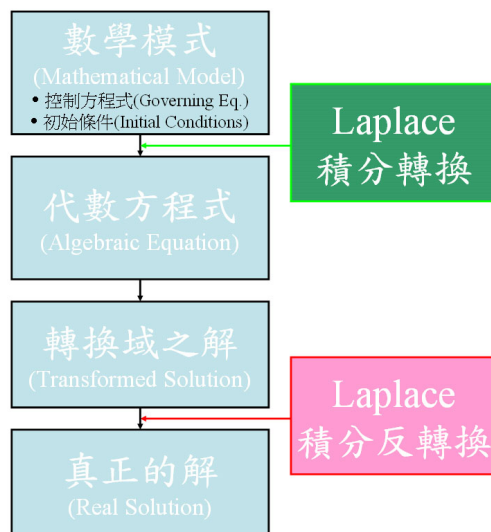 數學模式
(Mathematical Model)
• 控制方程式(Governing Eq.)
• 初始條件(Initial Conditions)
Laplace
積分轉換
代數方程式
(Algebraic Equation)
轉換域之解
(Transformed Solution)
Laplace
積分反轉換
真正的解
(Real Solution)